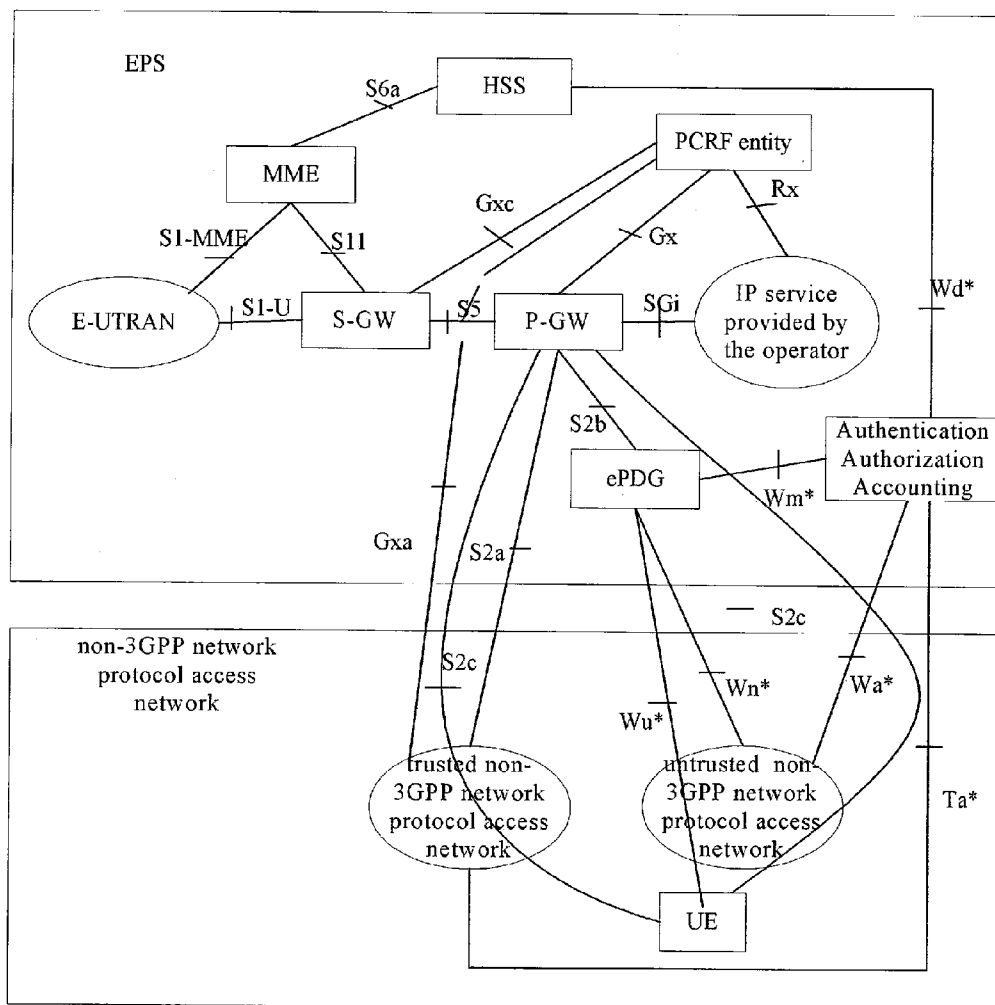 EPS
HSS
S6a
PCRF entity
MME
Rx
Gxc
Gx
S1-MME
S11
Wd*
E-UTRAN
S1-U
S-GW
S5
P-GW
SGi
IP service
provided by
the operator
S2b
Authentication
Authorization
Accounting
ePDG
Wm*
Gxa
S2a
S2c
non-3GPP network
protocol access
network
S2c
Wn*
Wa*
Wu*
trusted non-
3GPP network
protocol access
network
untrusted non-
3GPP network
protocol access
network
Ta*
UE